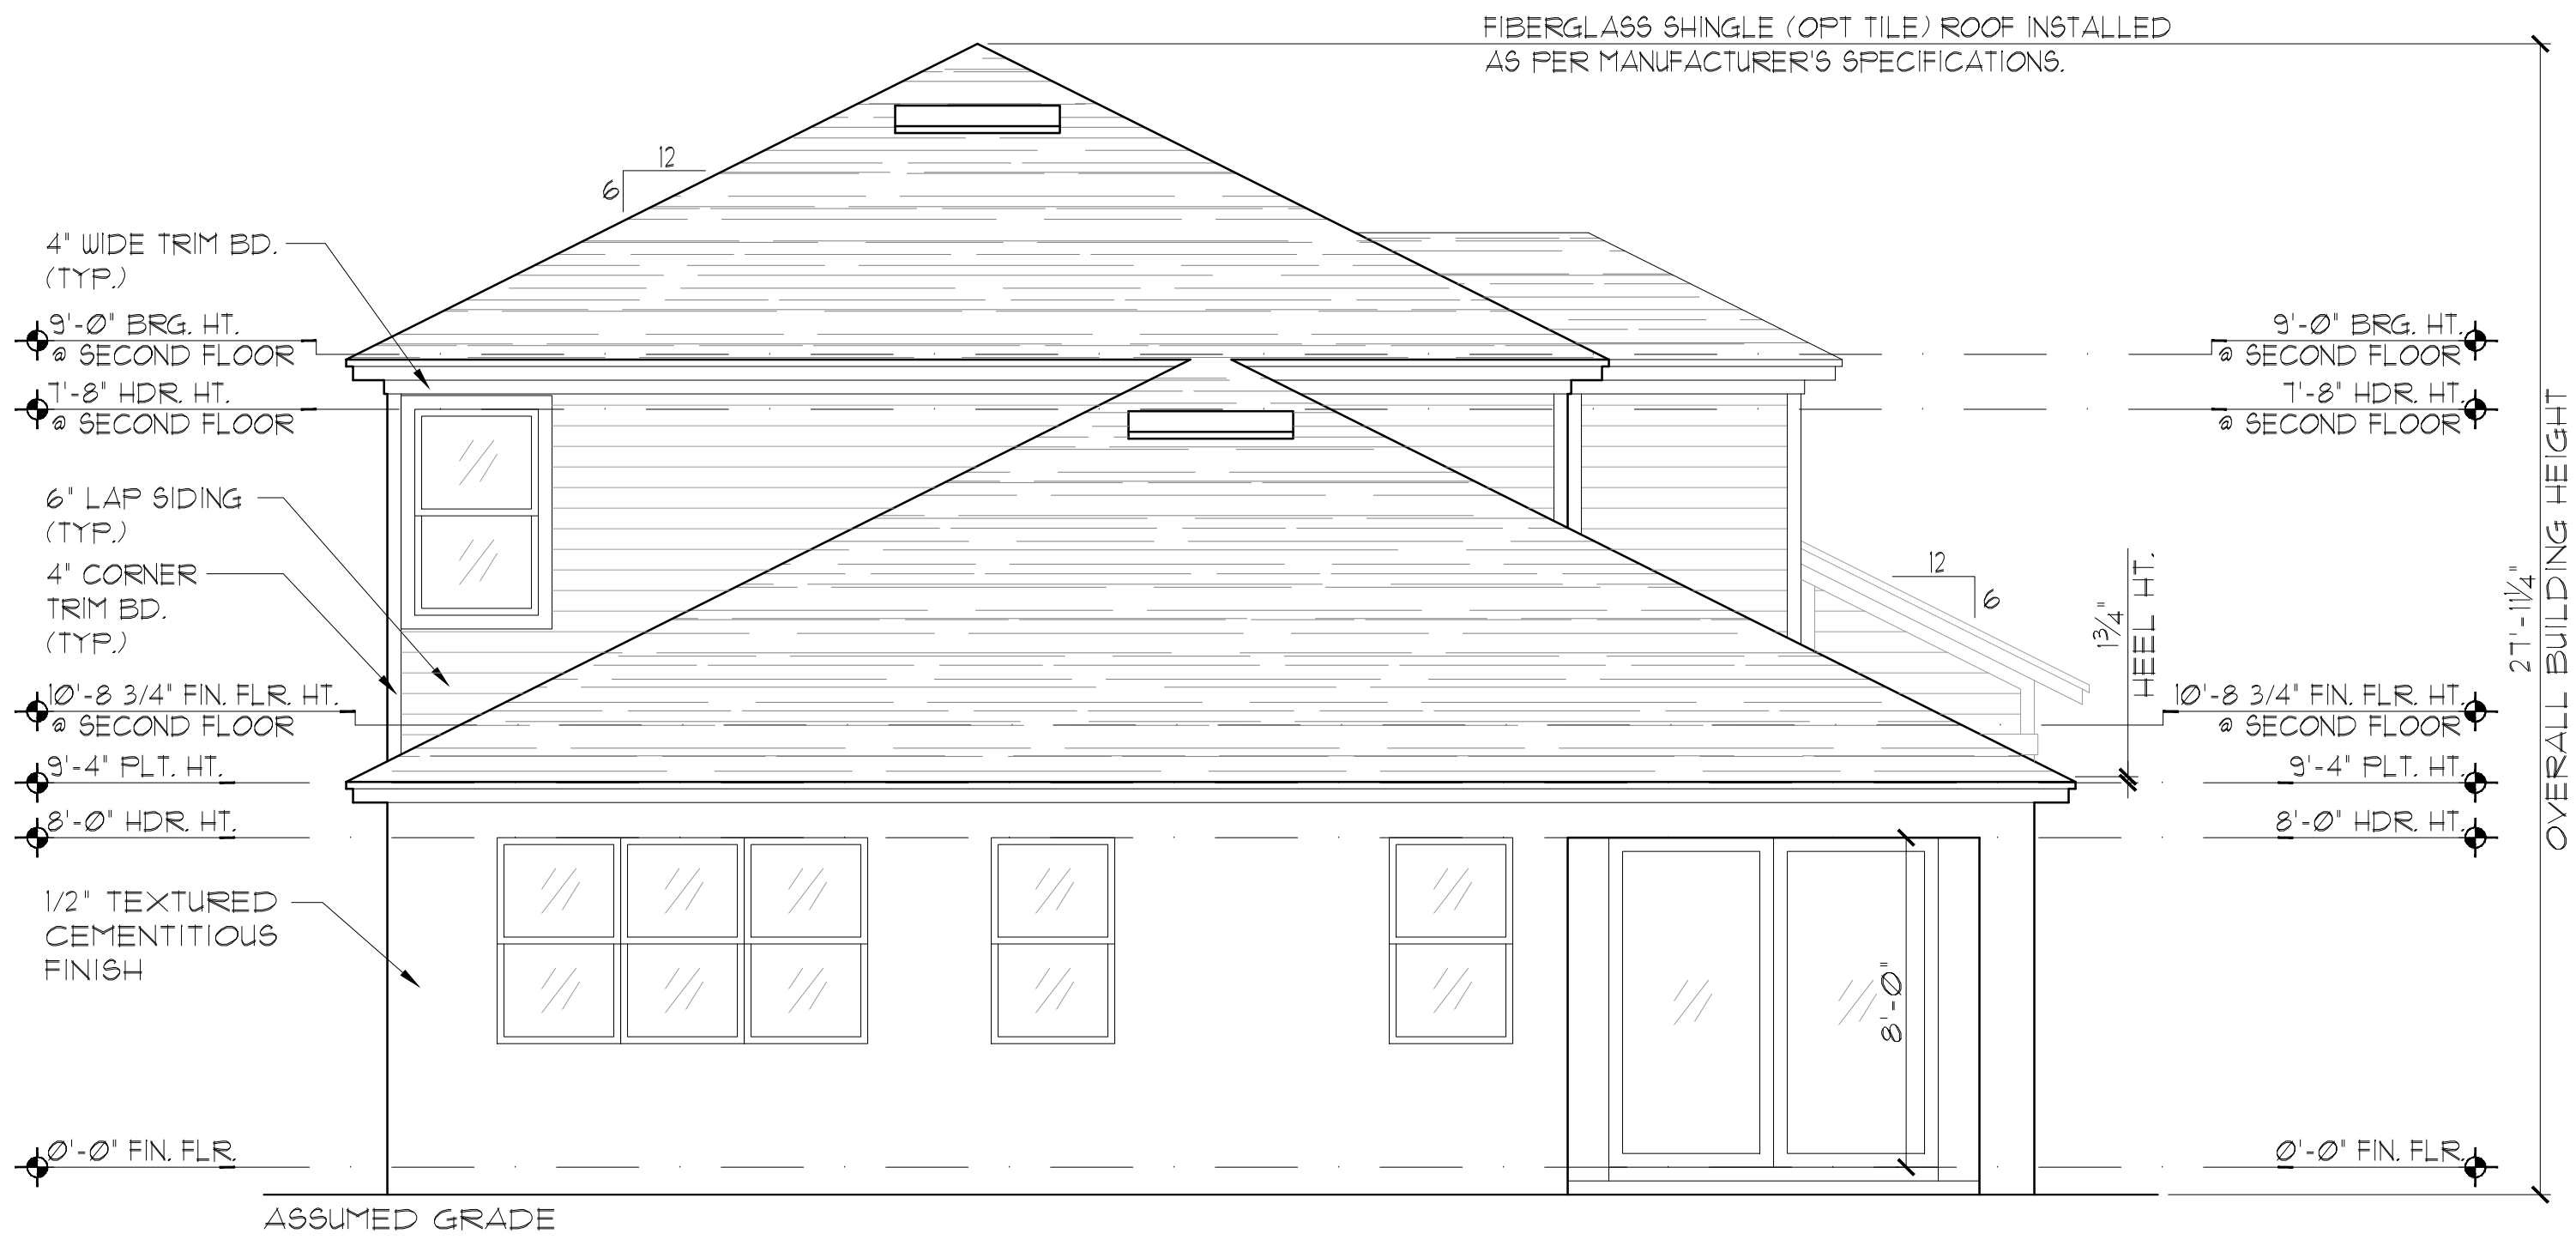 FIBERGLASS SHINGLE (OPT TILE) ROOF INSTALLED
AS PER MANUFACTURER'S SPECIFICATIONS.
12
6
4" WIDE TRIM BD.
(TYP.)
9'-0" BRG. HT.
@ SECOND FLOOR
7'-8" HDR. HT.
@ SECOND FLOOR
6" LAP SIDING
(TYP.)
4" CORNER
TRIM BD.
(TYP.)
10'-8 3/4" FIN. FLR. HT.
@ SECOND FLOOR
9'-4" PLT. HT.
8'-0" HDR. HT.
1/2" TEXTURED
CEMENTITIOUS
FINISH
0'-0" FIN. FLR.
ASSUMED GRADE
8'-0"
12
6
1 3/4"
HEEL HT.
9'-0" BRG. HT.
@ SECOND FLOOR
7'-8" HDR. HT.
@ SECOND FLOOR
10'-8 3/4" FIN. FLR. HT.
@ SECOND FLOOR
9'-4" PLT. HT.
8'-0" HDR. HT.
0'-0" FIN. FLR.
27'-11 1/4"
OVERALL BUILDING HEIGHT